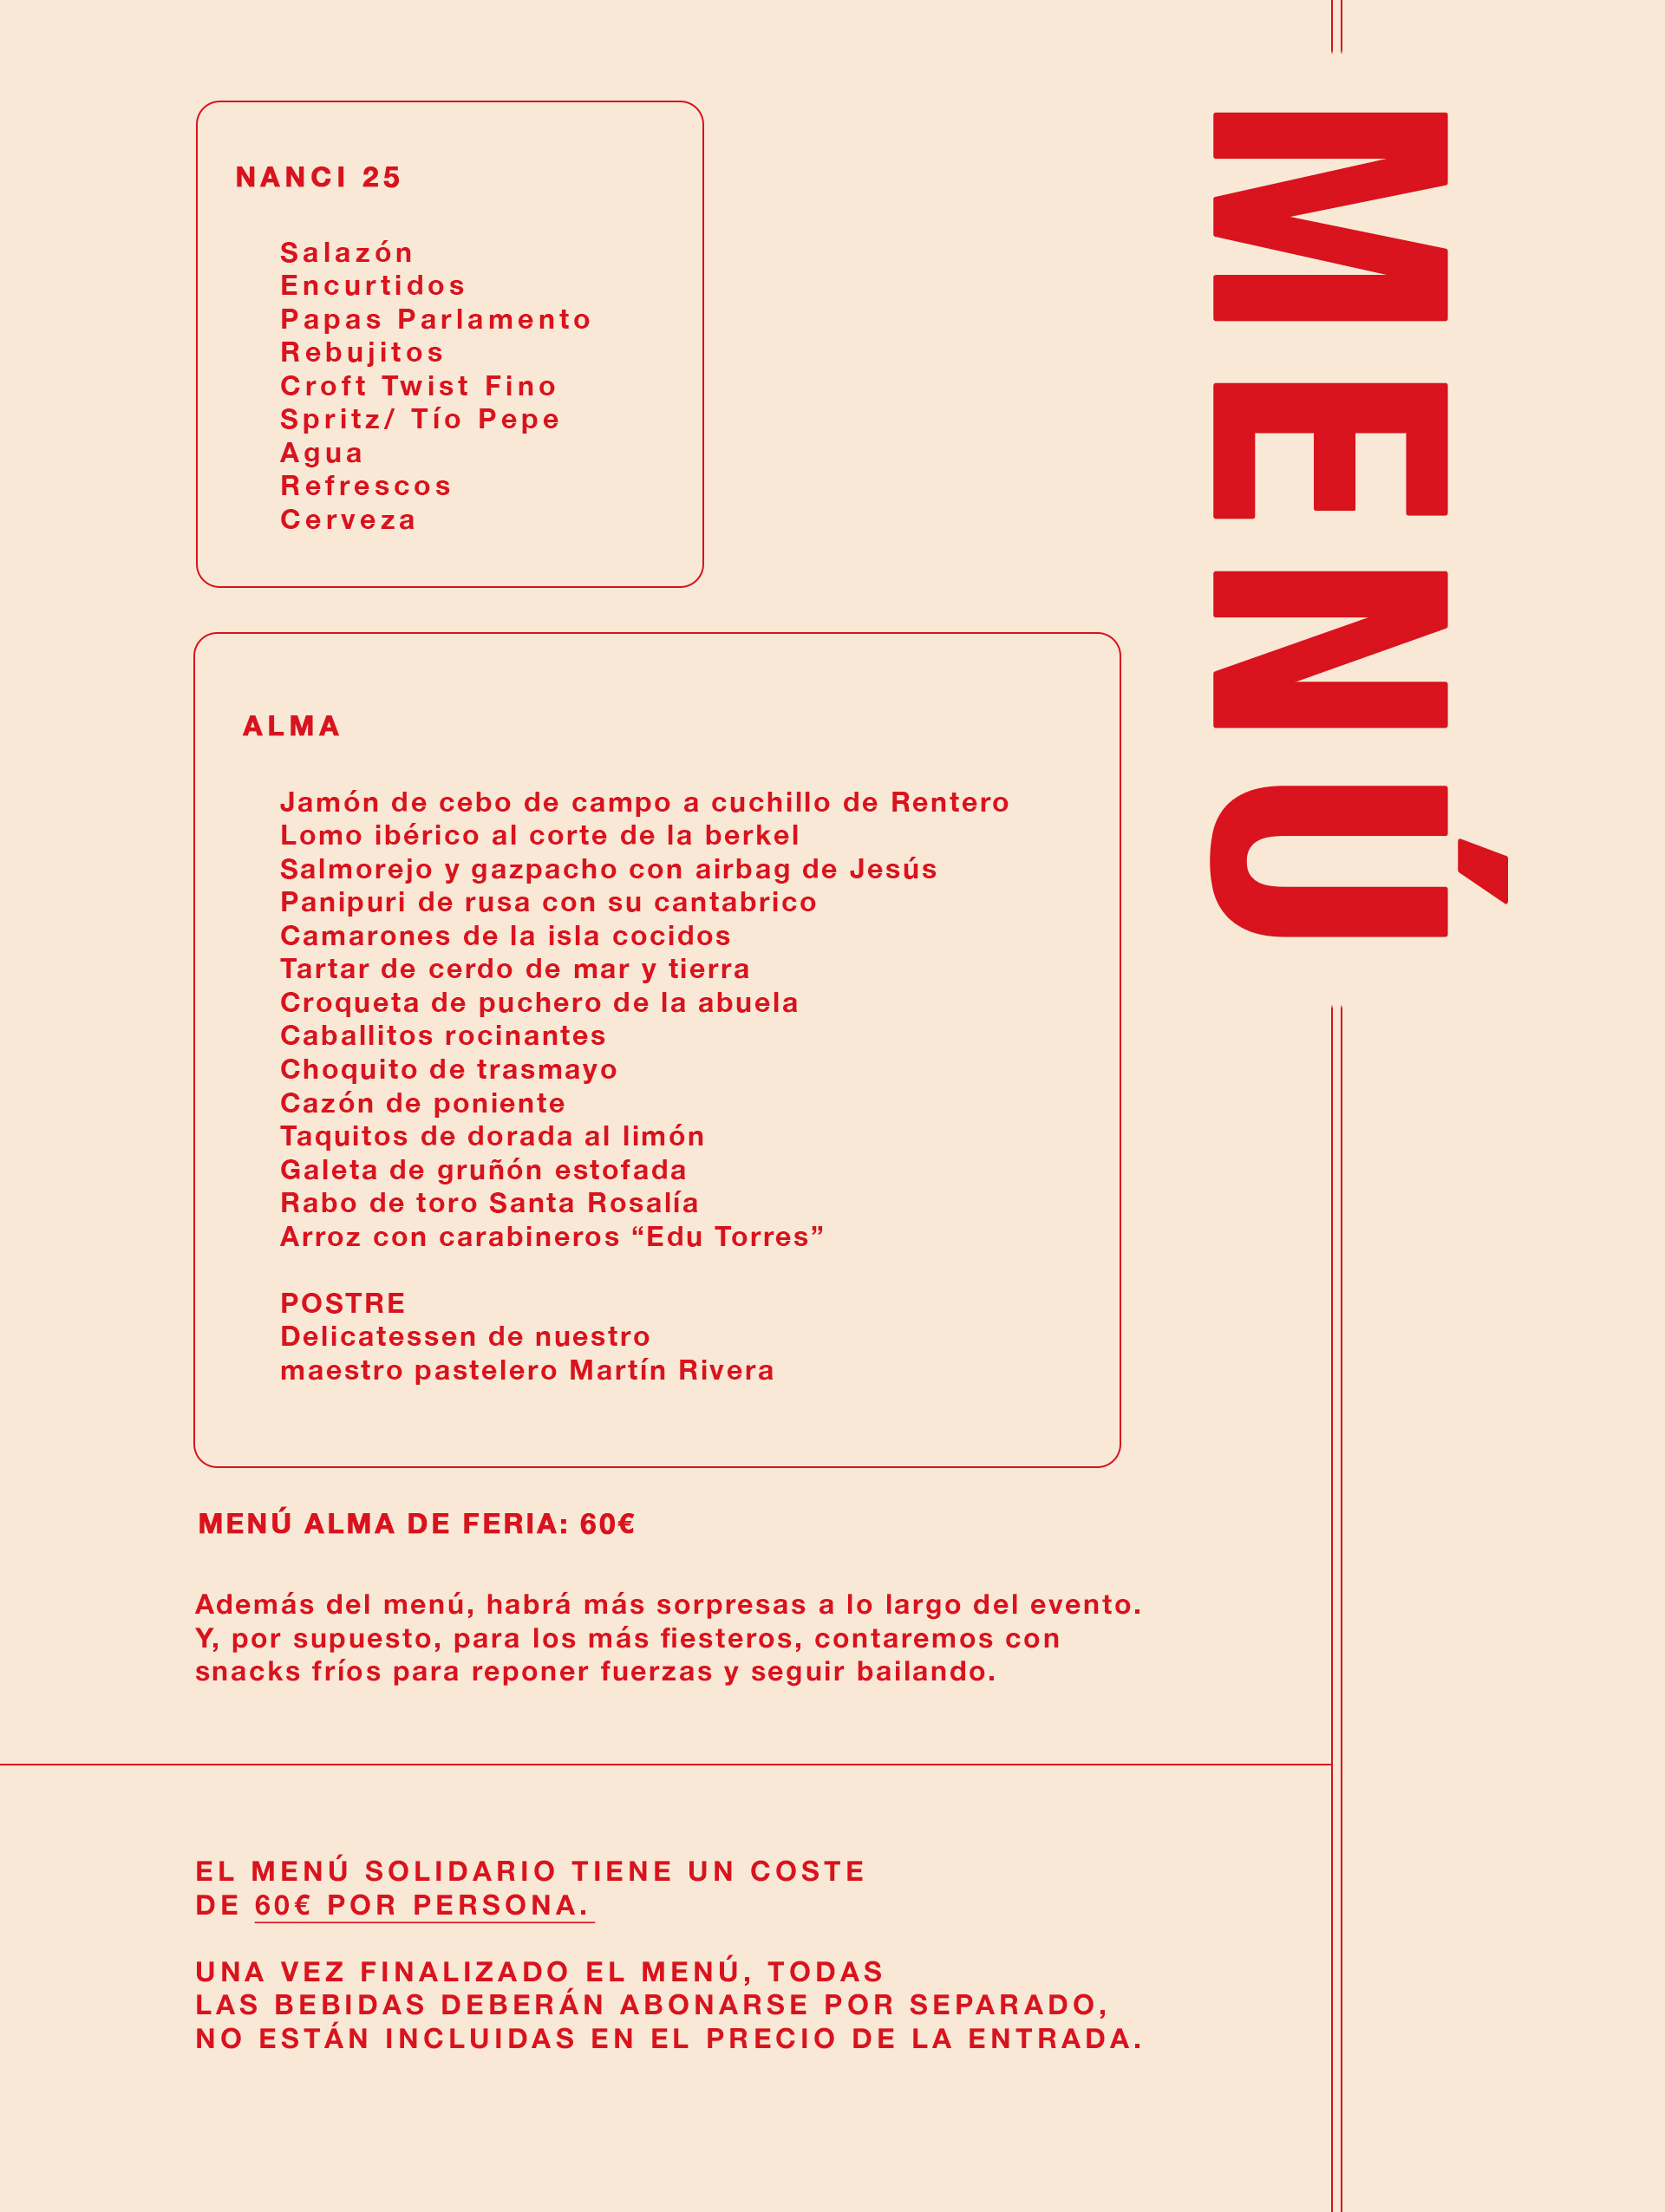 MENÚ
NANCI 25
Salazón
Encurtidos
Papas Parlamento
Rebujitos
Croft Twist Fino
Spritz/ Tío Pepe
Agua
Refrescos
Cerveza
ALMA
Jamón de cebo de campo a cuchillo de Rentero
Lomo ibérico al corte de la berkel
Salmorejo y gazpacho con airbag de Jesús
Panipuri de rusa con su cantabrico
Camarones de la isla cocidos
Tartar de cerdo de mar y tierra
Croqueta de puchero de la abuela
Caballitos rocinantes
Choquito de trasmayo
Cazón de poniente
Taquitos de dorada al limón
Galeta de gruñón estofada
Rabo de toro Santa Rosalía
Arroz con carabineros “Edu Torres”
POSTRE
Delicatessen de nuestro
maestro pastelero Martín Rivera
MENÚ ALMA DE FERIA: 60€
Además del menú, habrá más sorpresas a lo largo del evento.
Y, por supuesto, para los más fiesteros, contaremos con
snacks fríos para reponer fuerzas y seguir bailando.
EL MENÚ SOLIDARIO TIENE UN COSTE
DE 60€ POR PERSONA.
UNA VEZ FINALIZADO EL MENÚ, TODAS
LAS BEBIDAS DEBERÁN ABONARSE POR SEPARADO,
NO ESTÁN INCLUIDAS EN EL PRECIO DE LA ENTRADA.